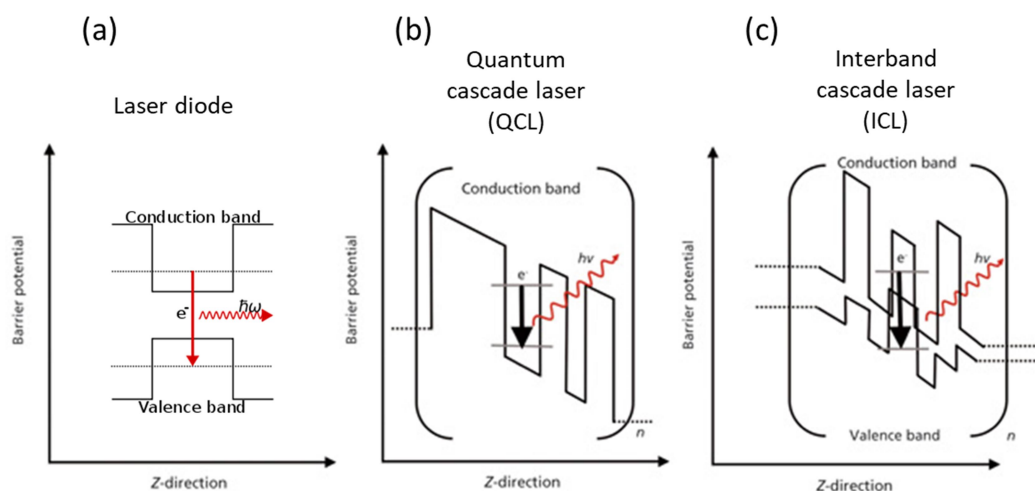 (a)
Laser diode
Barrier potential
Conduction band
e-
ħω
Valence band
Z-direction
(b)
Quantum
cascade laser
(QCL)
Barrier potential
Conduction band
hν
e-
n
Z-direction
(c)
Interband
cascade laser
(ICL)
Barrier potential
Conduction band
hν
e-
Valence band
n
Z-direction